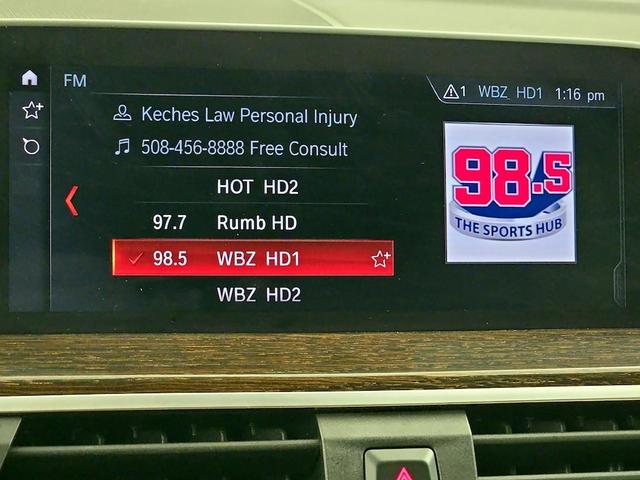 FM
1 WBZ HD1 1:16 pm
Keches Law Personal Injury
508-456-8888 Free Consult
HOT HD2
97.7 Rumb HD
98.5 WBZ HD1
WBZ HD2
98.5
THE SPORTS HUB